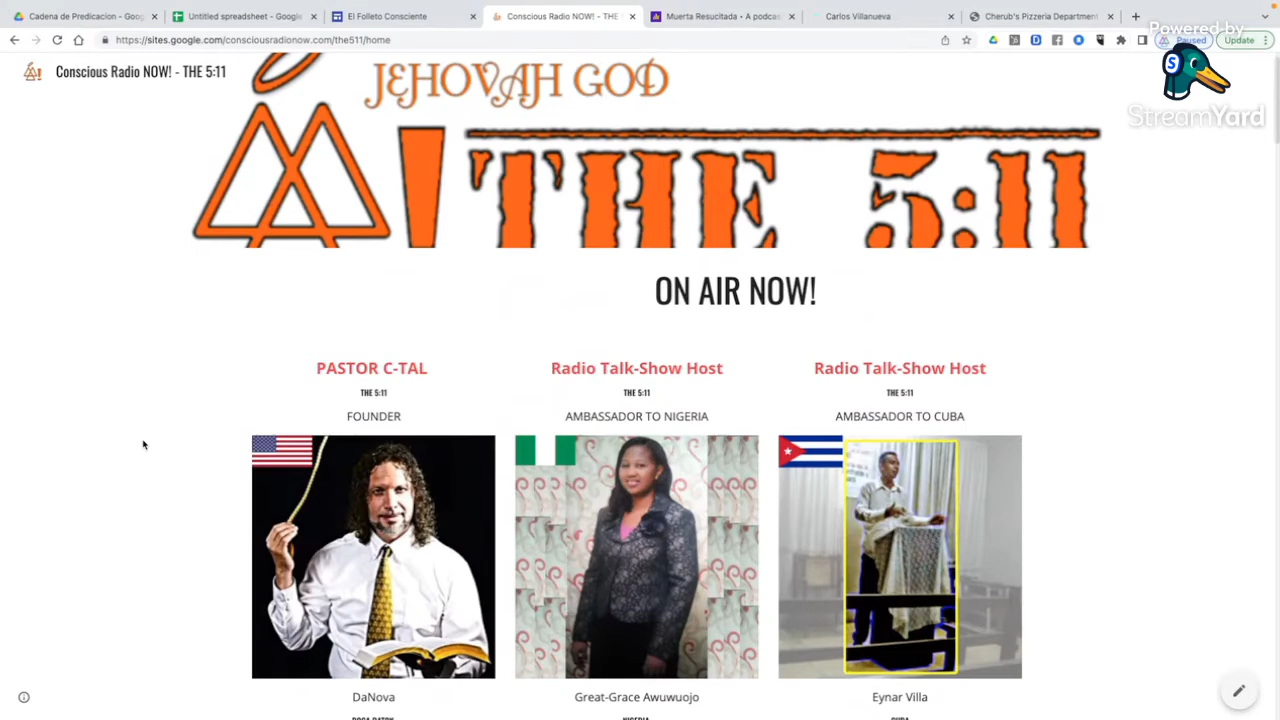 Cadena de Predicacion - Goog
Untitled spreadsheet - Google
El Folleto Consciente
Conscious Radio NOW! - THE
Muerta Resucitada - A podcas
Carlos Villanueva
Cherub's Pizzeria Department
https://sites.google.com/consciousradionow.com/the511/home
Paused
Update
Powered by
StreamYard
Conscious Radio NOW! - THE 5:11
JEHOVAH GOD
! THE 5:11
ON AIR NOW!
PASTOR C-TAL
THE 5:11
FOUNDER
DaNova
Radio Talk-Show Host
THE 5:11
AMBASSADOR TO NIGERIA
Great-Grace Awuwuojo
Radio Talk-Show Host
THE 5:11
AMBASSADOR TO CUBA
Eynar Villa